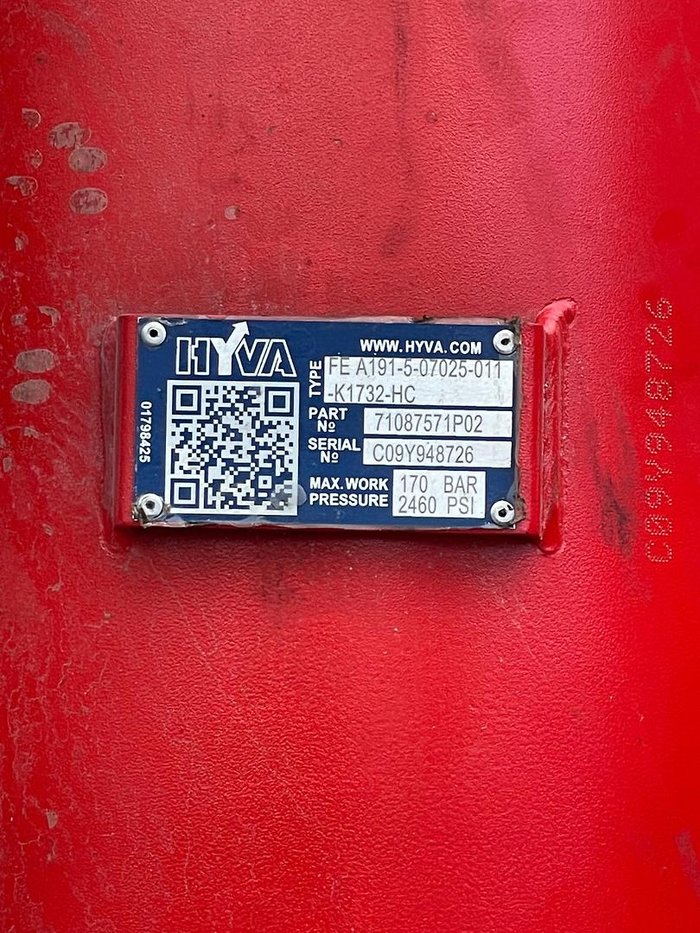 HYVA
WWW.HYVA.COM
TYPE
FE A191-5-07025-011
-K1732-HC
PART
Nº
71087571P02
SERIAL
Nº
C09Y948726
MAX.WORK
PRESSURE
170 BAR
2460 PSI
01798425
C09Y948726